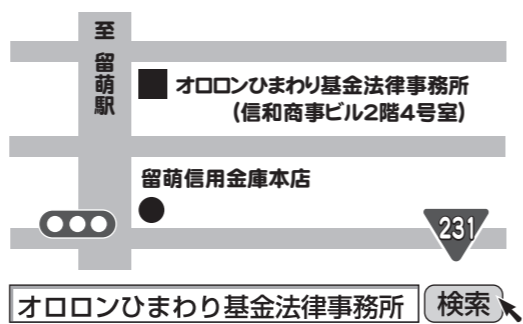 至 留萌駅
オロロンひまわり基金法律事務所
(信和商事ビル2階4号室)
留萌信用金庫本店
231
オロロンひまわり基金法律事務所
検索